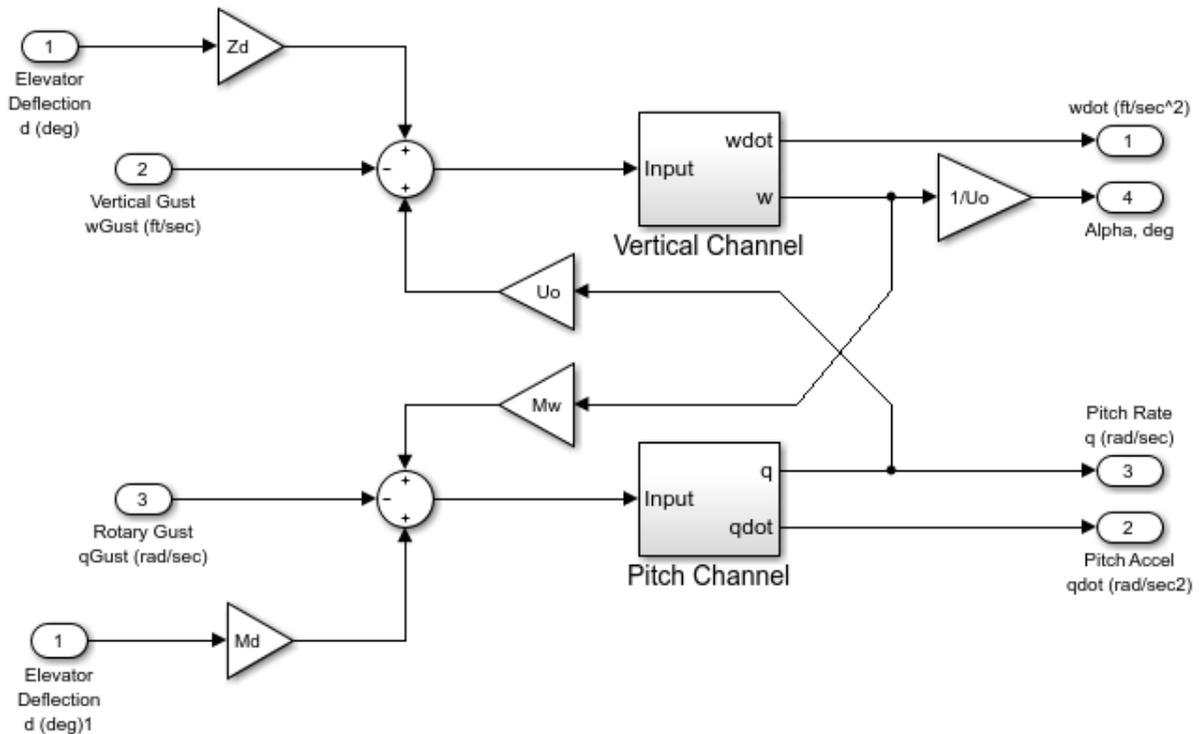 1
Zd
Elevator
Deflection
d (deg)
+
-
+
2
Vertical Gust
wGust (ft/sec)
Input
wdot
w
Vertical Channel
wdot (ft/sec^2)
1
1/Uo
4
Alpha, deg
Uo
Mw
Pitch Rate
q (rad/sec)
3
+
-
+
3
Rotary Gust
qGust (rad/sec)
Input
q
qdot
Pitch Channel
2
Pitch Accel
qdot (rad/sec2)
1
Md
Elevator
Deflection
d (deg)1